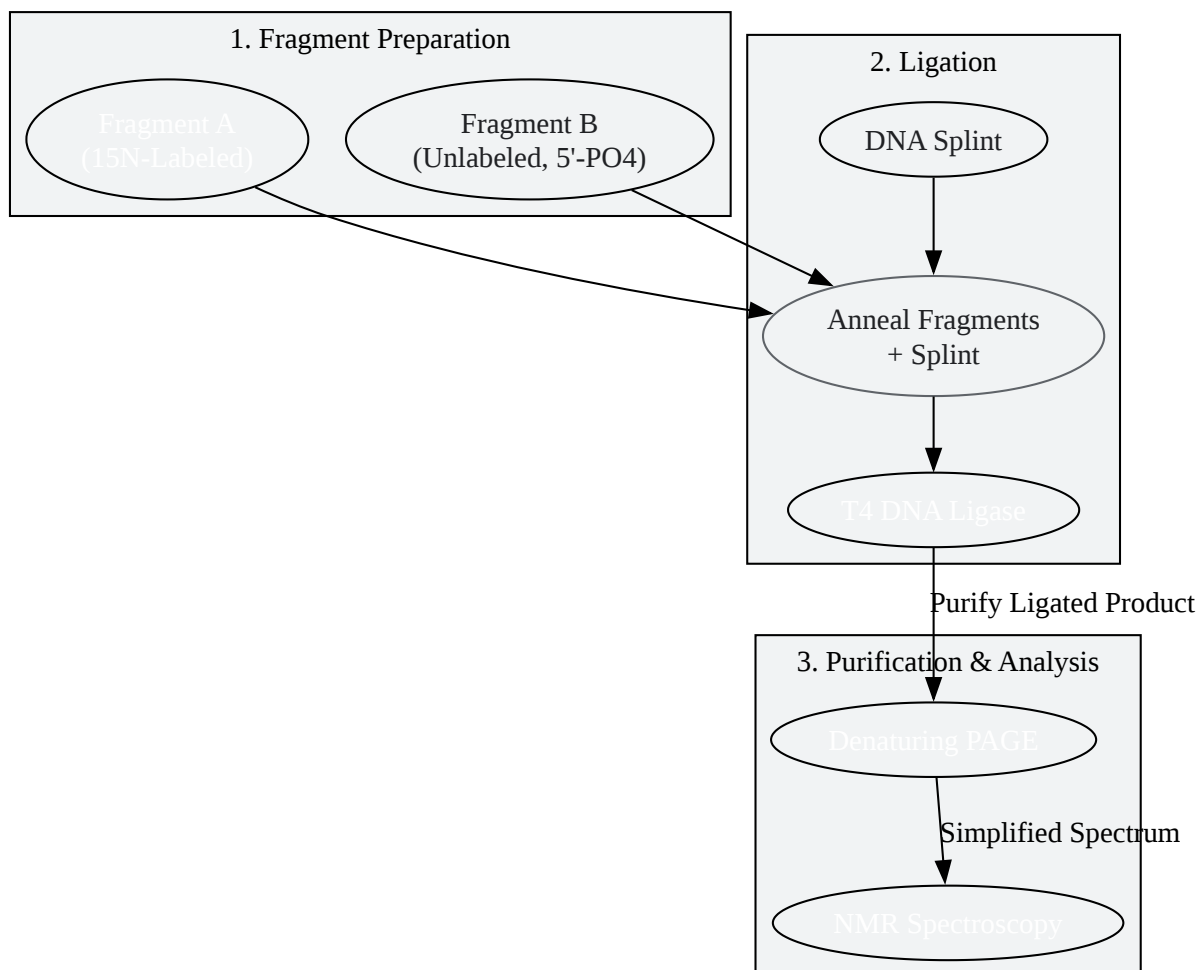 1. Fragment Preparation
Fragment A
(15N-Labeled)
Fragment B
(Unlabeled, 5'-PO4)
2. Ligation
DNA Splint
Anneal Fragments
+ Splint
T4 DNA Ligase
Purify Ligated Product
3. Purification & Analysis
Denaturing PAGE
Simplified Spectrum
NMR Spectroscopy